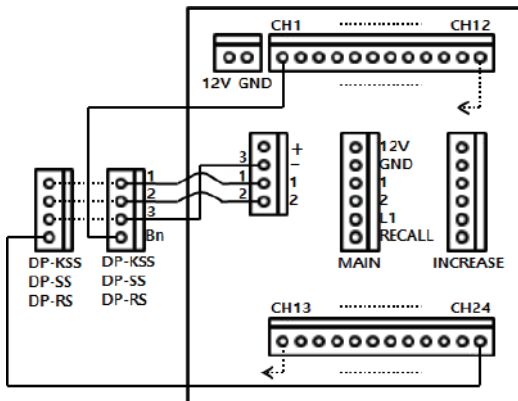 CH1 CH12
12V GND
+
3 −
1 1 1
2 2 2
3
Bn
12V
GND
1
2
L1
RECALL
MAIN
INCREASE
DP-KSS DP-KSS
DP-SS DP-SS
DP-RS DP-RS
CH13 CH24